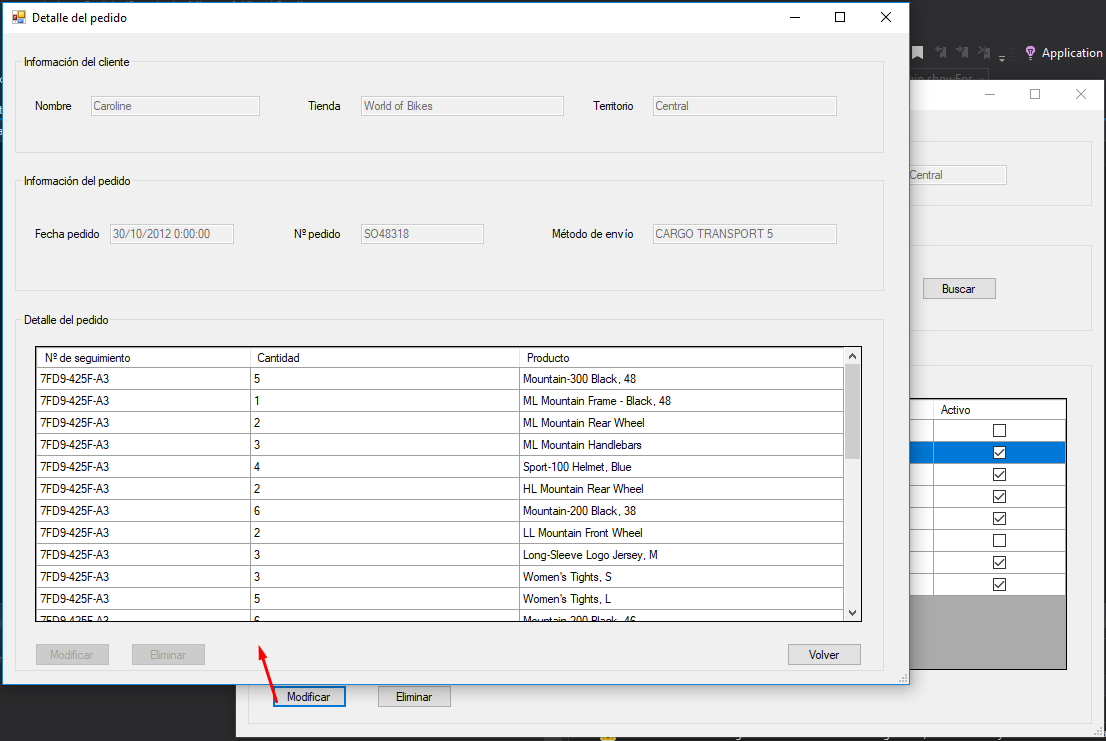 Detalle del pedido
Application
Información del cliente
Nombre Caroline Tienda World of Bikes Territorio Central
Información del pedido
Central
Fecha pedido 30/10/2012 0:00:00 Nº pedido SO48318 Método de envío CARGO TRANSPORT 5
Buscar
Detalle del pedido
Nº de seguimiento Cantidad Producto
7FD9-425F-A3 5 Mountain-300 Black, 48
7FD9-425F-A3 1 ML Mountain Frame - Black, 48
7FD9-425F-A3 2 ML Mountain Rear Wheel
7FD9-425F-A3 3 ML Mountain Handlebars
7FD9-425F-A3 4 Sport-100 Helmet, Blue
7FD9-425F-A3 2 HL Mountain Rear Wheel
7FD9-425F-A3 6 Mountain-200 Black, 38
7FD9-425F-A3 2 LL Mountain Front Wheel
7FD9-425F-A3 3 Long-Sleeve Logo Jersey, M
7FD9-425F-A3 3 Women's Tights, S
7FD9-425F-A3 5 Women's Tights, L
7FD9-425F-A3 6 Mountain-200 Black, 46
Activo
Modificar Eliminar Volver
Modificar Eliminar